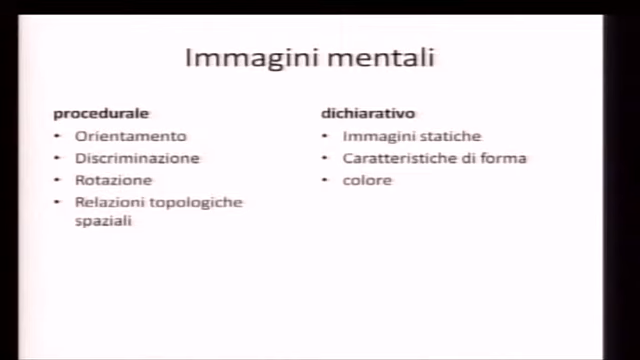 Immagini mentali
procedurale
• Orientamento
• Discriminazione
• Rotazione
• Relazioni topologiche
spaziali
dichiarativo
• Immagini statiche
• Caratteristiche di forma
• colore